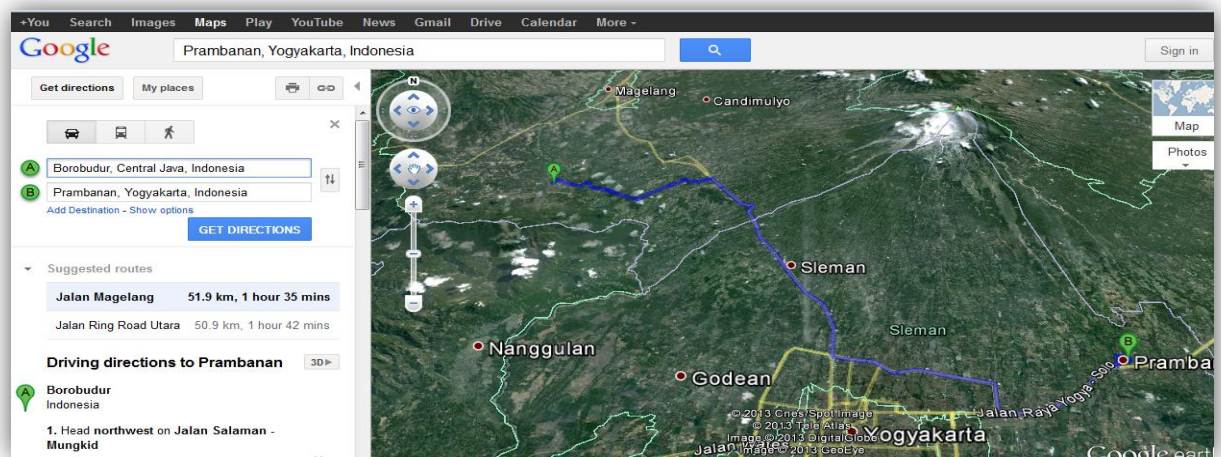 +You Search Images Maps Play YouTube News Gmail Drive Calendar More
Google Prambanan, Yogyakarta, Indonesia Sign in
Get directions My places
A Borobudur, Central Java, Indonesia
B Prambanan, Yogyakarta, Indonesia
Add Destination - Show options
GET DIRECTIONS
Suggested routes
Jalan Magelang 51.9 km, 1 hour 35 mins
Jalan Ring Road Utara 50.9 km, 1 hour 42 mins
Driving directions to Prambanan 3D
A Borobudur
Indonesia
1. Head northwest on Jalan Salaman -
Mungkid
N
Magelang
Candimulyo
Map
Photos
A
Sleman
Sleman
B
Pramba
Nanggulan
Godean
Jalan Raya Yogya - Solo
© 2013 Cnes/Spot Image
© 2013 Tele Atlas
Image © 2013 DigitalGlobe
Image © 2013 GeoEye
Yogyakarta
Jalan Wates
Google earth